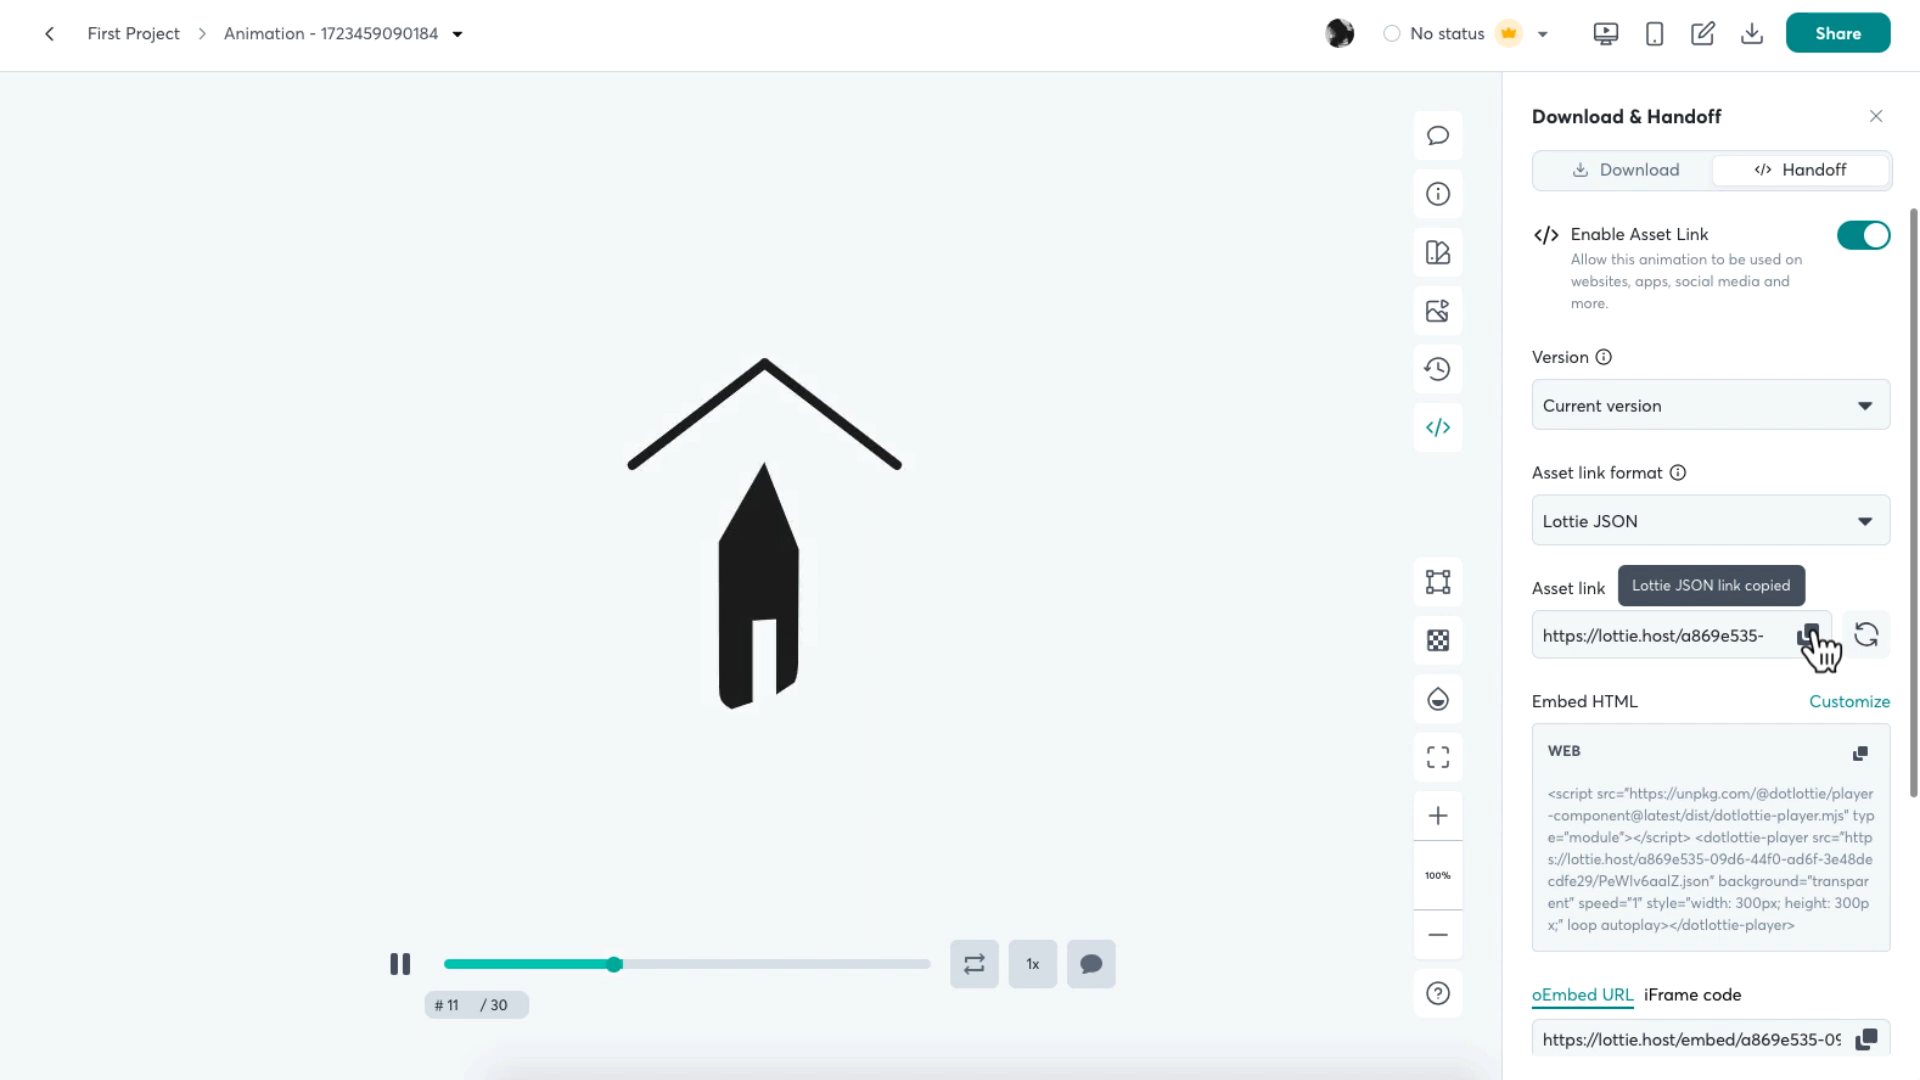 First Project
Animation - 1723459090184
No status
Share
Download & Handoff
Download
Handoff
Enable Asset Link
Allow this animation to be used on
websites, apps, social media and
more.
Version
Current version
Asset link format
Lottie JSON
Asset link
Lottie JSON link copied
https://lottie.host/a869e535-
Embed HTML
Customize
WEB
<script src="https://unpkg.com/@dotlottie/player
-component@latest/dist/dotlottie-player.mjs" typ
e="module"></script> <dotlottie-player src="http
s://lottie.host/a869e535-09d6-44f0-ad6f-3e48de
cdfe29/PeWlv6aalZ.json" background="transpar
ent" speed="1" style="width: 300px; height: 300p
x;" loop autoplay></dotlottie-player>
oEmbed URL
iFrame code
https://lottie.host/embed/a869e535-09
100%
1x
# 11 / 30